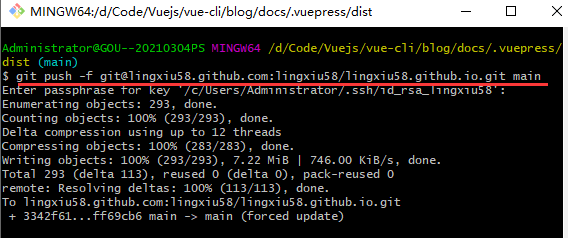 MINGW64:/d/Code/Vuejs/vue-cli/blog/docs/.vuepress/dist
Administrator@GOU--20210304PS MINGW64 /d/Code/Vuejs/vue-cli/blog/docs/.vuepress/
dist (main)
$ git push -f git@lingxiu58.github.com:lingxiu58/lingxiu58.github.io.git main
Enter passphrase for key '/c/Users/Administrator/.ssh/id_rsa_lingxiu58':
Enumerating objects: 293, done.
Counting objects: 100% (293/293), done.
Delta compression using up to 12 threads
Compressing objects: 100% (283/283), done.
Writing objects: 100% (293/293), 7.22 MiB | 746.00 KiB/s, done.
Total 293 (delta 113), reused 0 (delta 0), pack-reused 0
remote: Resolving deltas: 100% (113/113), done.
To lingxiu58.github.com:lingxiu58/lingxiu58.github.io.git
 + 3342f61...ff69cb6 main -> main (forced update)